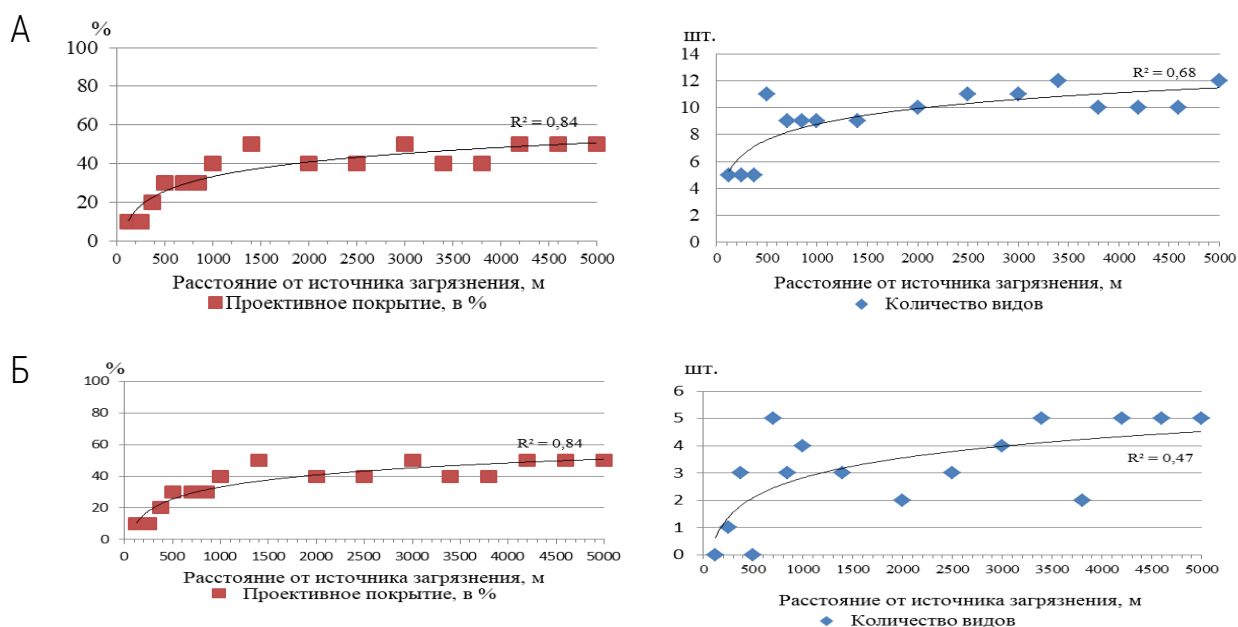 А
%
100
80
60
40
20
0
R² = 0,84
0 500 1000 1500 2000 2500 3000 3500 4000 4500 5000
Расстояние от источника загрязнения, м
Проективное покрытие, в %
шт.
14
12
10
8
6
4
2
0
R² = 0,68
0 500 1000 1500 2000 2500 3000 3500 4000 4500 5000
Расстояние от источника загрязнения, м
Количество видов
Б
%
100
80
60
40
20
0
R² = 0,84
0 500 1000 1500 2000 2500 3000 3500 4000 4500 5000
Расстояние от источника загрязнения, м
Проективное покрытие, в %
шт.
6
5
4
3
2
1
0
R² = 0,47
0 500 1000 1500 2000 2500 3000 3500 4000 4500 5000
Расстояние от источника загрязнения, м
Количество видов